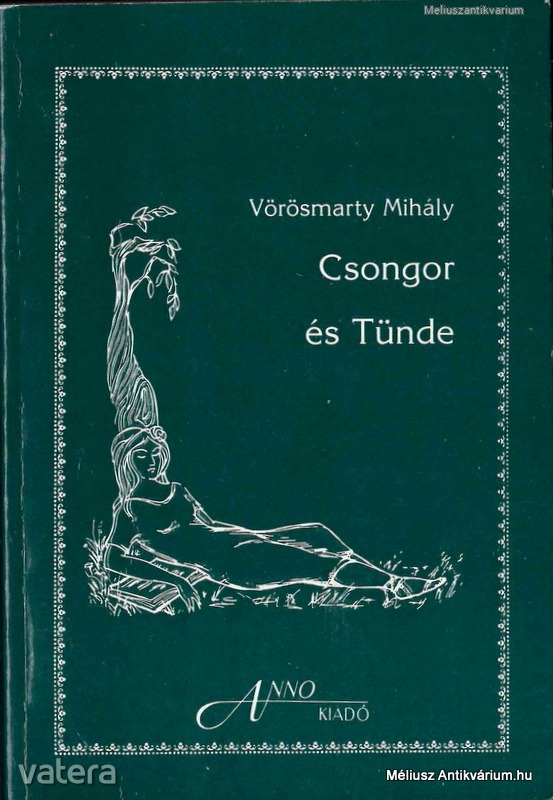 Meliuszantikvarium
Vörösmarty Mihály
Csongor
és Tünde
ANNO
KIADÓ
vatera
Méliusz Antikvárium.hu